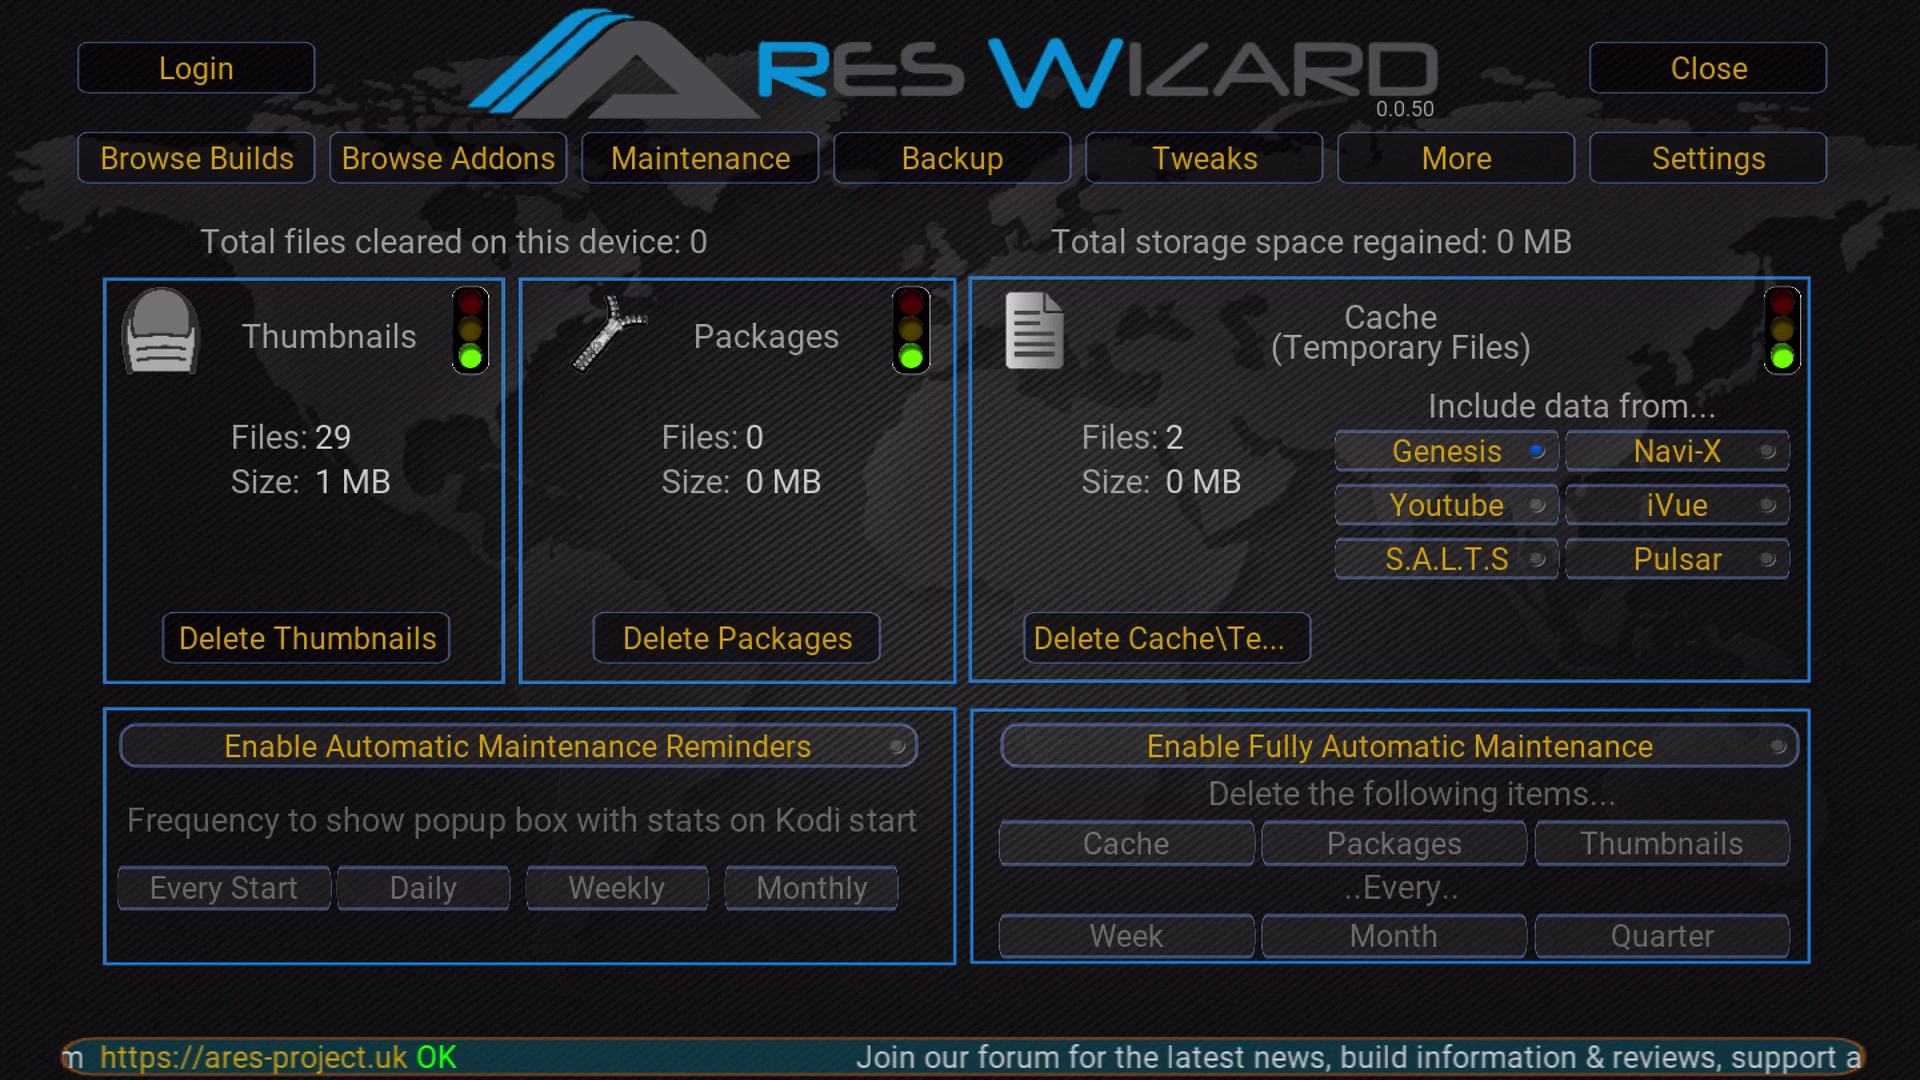 Login
ARES WIZARD
Close
0.0.50
Browse Builds
Browse Addons
Maintenance
Backup
Tweaks
More
Settings
Total files cleared on this device: 0
Total storage space regained: 0 MB
Thumbnails
Files: 29
Size: 1 MB
Delete Thumbnails
Packages
Files: 0
Size: 0 MB
Delete Packages
Cache
(Temporary Files)
Include data from...
Files: 2
Size: 0 MB
Genesis
Navi-X
Youtube
iVue
S.A.L.T.S
Pulsar
Delete Cache\Te...
Enable Automatic Maintenance Reminders
Frequency to show popup box with stats on Kodi start
Every Start
Daily
Weekly
Monthly
Enable Fully Automatic Maintenance
Delete the following items...
Cache
Packages
Thumbnails
..Every..
Week
Month
Quarter
m https://ares-project.uk OK
Join our forum for the latest news, build information & reviews, support a